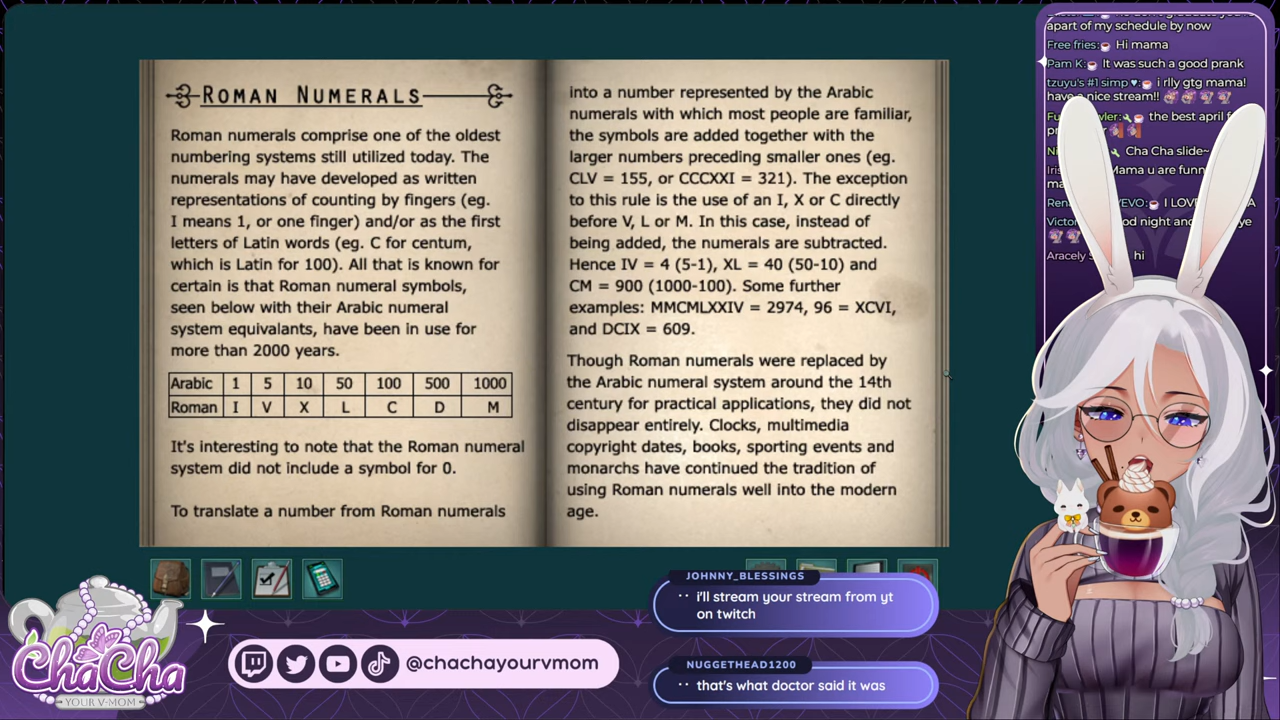 ROMAN NUMERALS
Roman numerals comprise one of the oldest
numbering systems still utilized today. The
numerals may have developed as written
representations of counting by fingers (eg.
I means 1, or one finger) and/or as the first
letters of Latin words (eg. C for centum,
which is Latin for 100). All that is known for
certain is that Roman numeral symbols,
seen below with their Arabic numeral
system equivalants, have been in use for
more than 2000 years.
Arabic 1 5 10 50 100 500 1000
Roman I V X L C D M
It's interesting to note that the Roman numeral
system did not include a symbol for 0.
To translate a number from Roman numerals
into a number represented by the Arabic
numerals with which most people are familiar,
the symbols are added together with the
larger numbers preceding smaller ones (eg.
CLV = 155, or CCCXXI = 321). The exception
to this rule is the use of an I, X or C directly
before V, L or M. In this case, instead of
being added, the numerals are subtracted.
Hence IV = 4 (5-1), XL = 40 (50-10) and
CM = 900 (1000-100). Some further
examples: MMCMLXXIV = 2974, 96 = XCVI,
and DCIX = 609.
Though Roman numerals were replaced by
the Arabic numeral system around the 14th
century for practical applications, they did not
disappear entirely. Clocks, multimedia
copyright dates, books, sporting events and
monarchs have continued the tradition of
using Roman numerals well into the modern
age.
apart of my schedule by now
Free fries: Hi mama
Pam K: It was such a good prank
tzuyu's #1 simp ♥: i rlly gtg mama!
have a nice stream!!
the best april
Cha Cha slide~
Mama u are
I
Aracely hi
JOHNNY_BLESSINGS
i'll stream your stream from yt
on twitch
NUGGETHEAD1200
that's what doctor said it was
ChaCha
YOUR V-MOM
@chachayourvmom